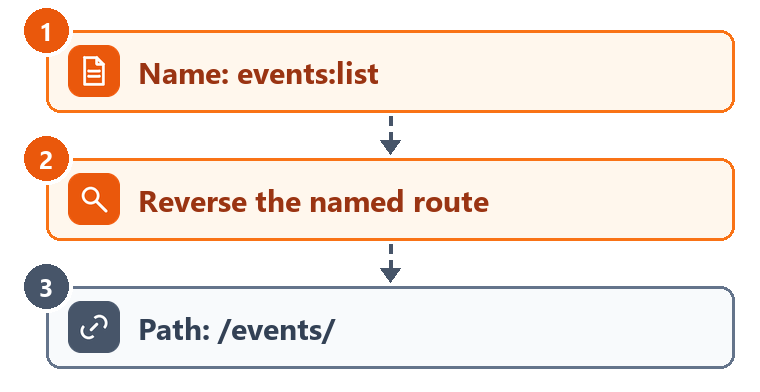 1
Name: events:list
2
Reverse the named route
3
Path: /events/